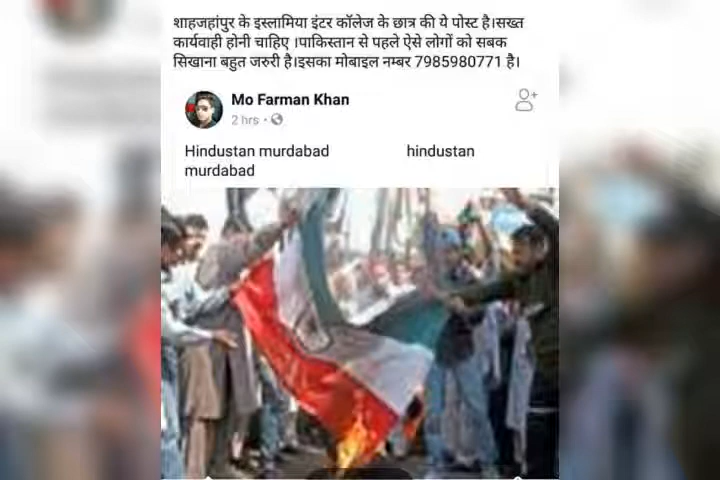 शाहजहांपुर के इस्लामिया इंटर कॉलेज के छात्र की ये पोस्ट है।सख्त
कार्यवाही होनी चाहिए ।पाकिस्तान से पहले ऐसे लोगों को सबक
सिखाना बहुत जरुरी है।इसका मोबाइल नम्बर 7985980771 है।
Mo Farman Khan
2 hrs
Hindustan murdabad hindustan
murdabad